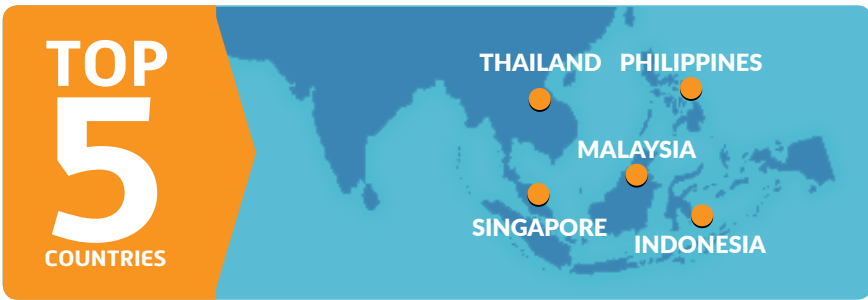 TOP
5
COUNTRIES
THAILAND
PHILIPPINES
MALAYSIA
SINGAPORE
INDONESIA